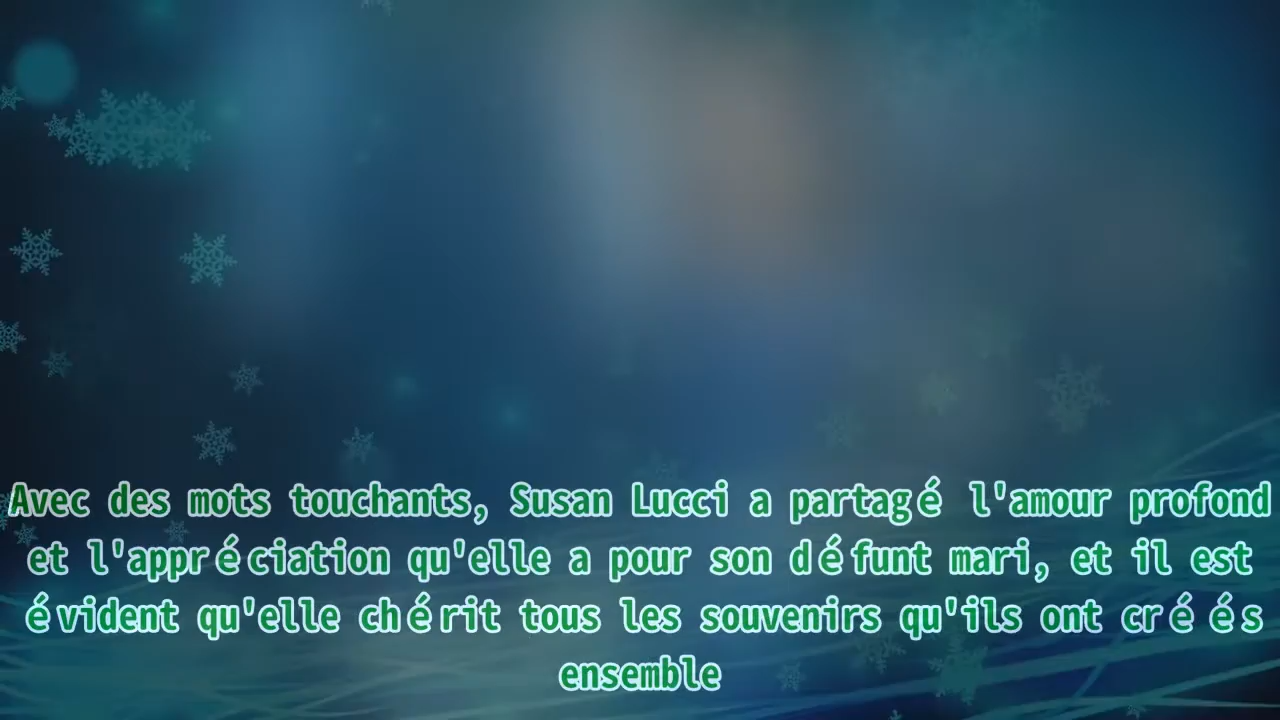 Avec des mots touchants, Susan Lucci a partagé l'amour profond
et l'appréciation qu'elle a pour son défunt mari, et il est
évident qu'elle chérit tous les souvenirs qu'ils ont créés
ensemble